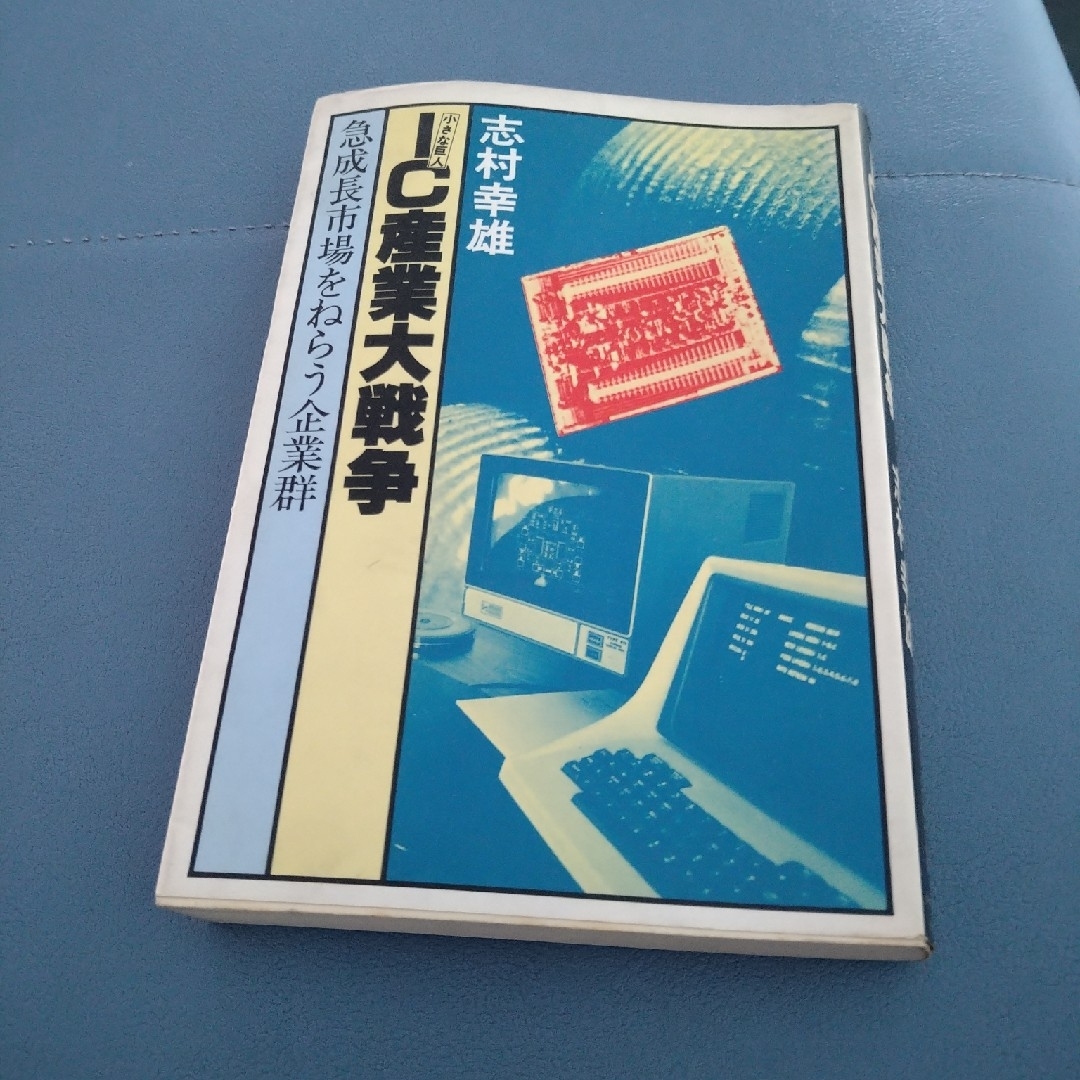 志村幸雄
小さな巨人
IC産業大戦争
急成長市場をねらう企業群